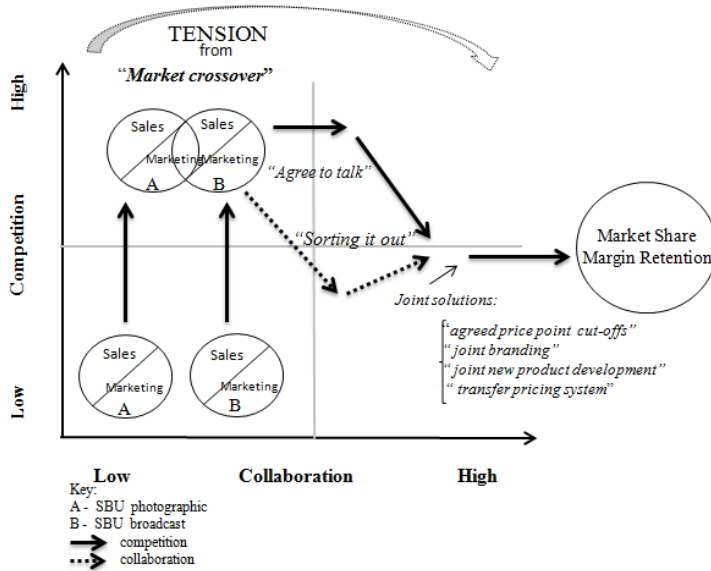 TENSION
from
“Market crossover”
High
Competition
Low
Sales
Marketing
A
Sales
Marketing
B
“Agree to talk”
“Sorting it out”
Market Share
Margin Retention
Joint solutions:
“agreed price point cut-offs”
“ joint branding”
“joint new product development”
“ transfer pricing system”
Sales
Marketing
A
Sales
Marketing
B
Low
Collaboration
High
Key:
A - SBU photographic
B - SBU broadcast
competition
collaboration